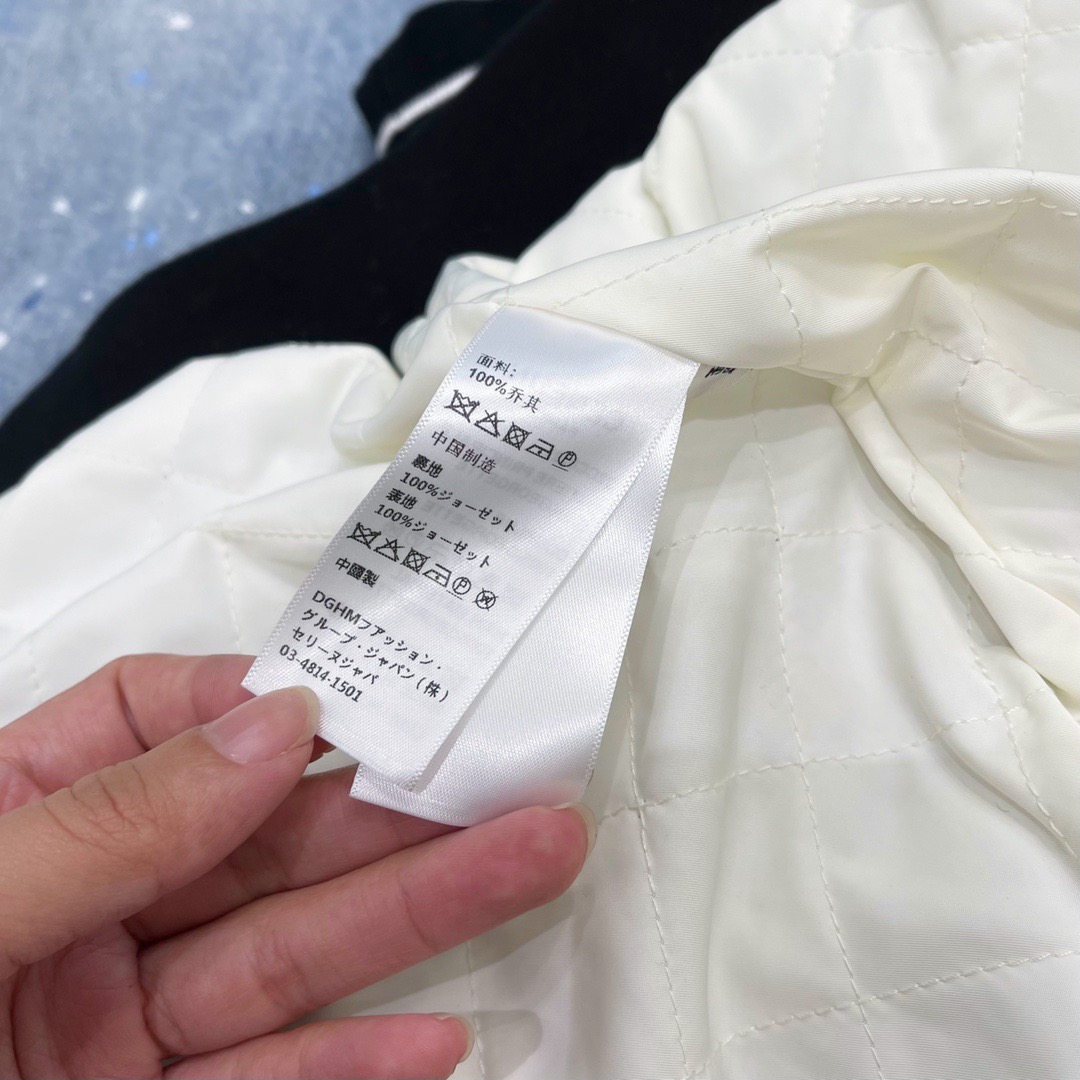 面料:
100%乔其
中国制造
裏地
100%ジョーゼット
表地
100%ジョーゼット
中國製
DGHMファッション・
グループ・ジャパン(株)
セリーヌジャパ
03-4814-1501